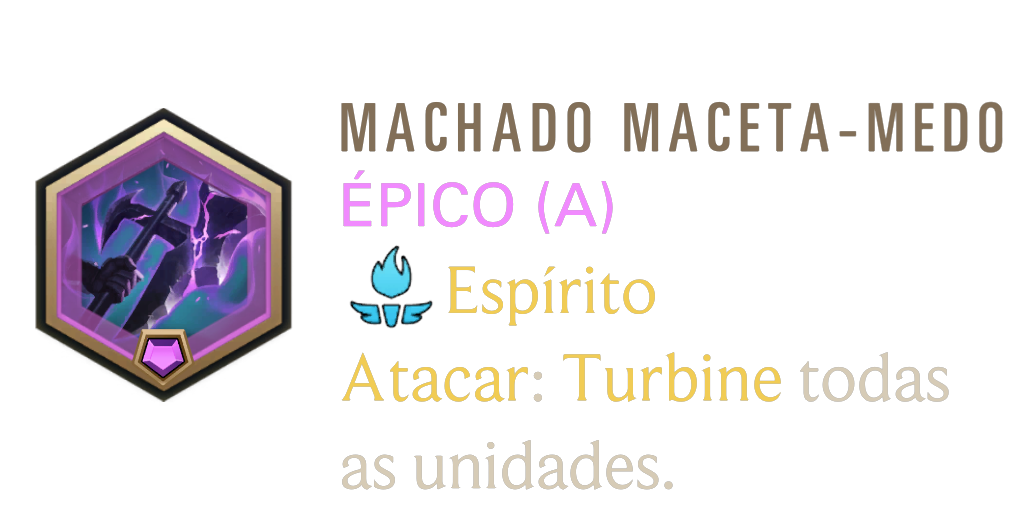 MACHADO MACETA-MEDO
ÉPICO (A)
Espírito
Atacar: Turbine todas
as unidades.